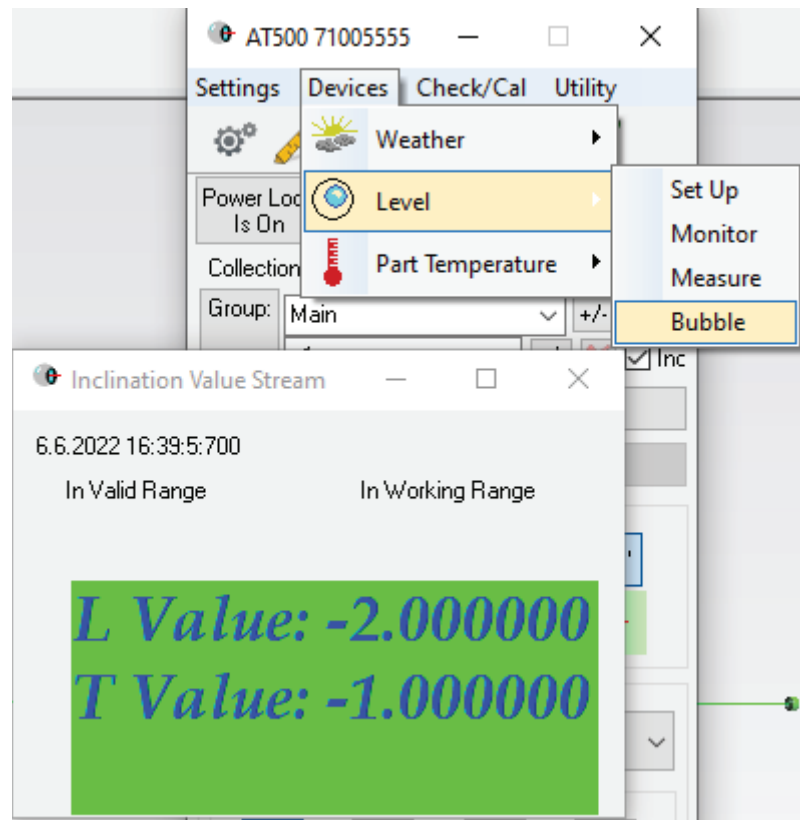 AT500 71005555
Settings Devices Check/Cal Utility
Weather
Power Loc
Is On
Level
Set Up
Monitor
Collection
Part Temperature
Measure
Group: Main +/-
Bubble
Inc
Inclination Value Stream
6.6.2022 16:39:5:700
In Valid Range In Working Range
L Value: -2.000000
T Value: -1.000000